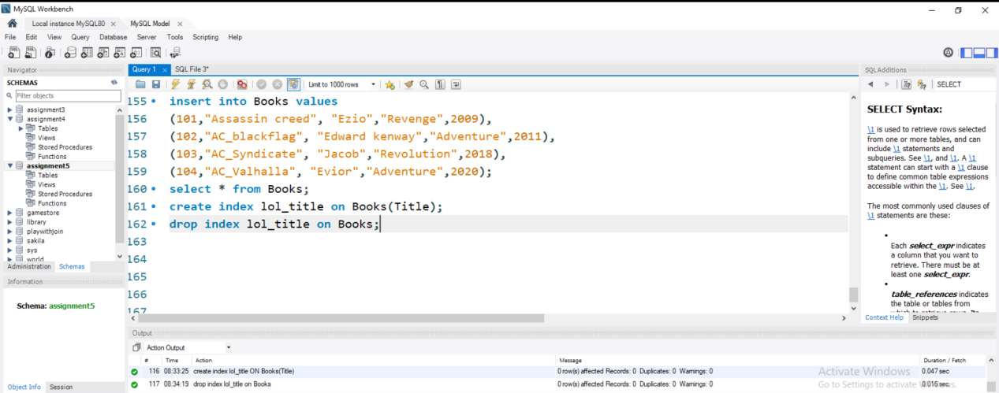 MySQL Workbench
Local instance MySQL80 × MySQL Model ×
File Edit View Query Database Server Tools Scripting Help
Navigator
SCHEMAS
Filter objects
assignment3
assignment4
Tables
Views
Stored Procedures
Functions
assignment5
Tables
Views
Stored Procedures
Functions
gamestore
library
playwithjoin
sakila
sys
world
Administration Schemas
Information
Schema: assignment5
Object Info Session
Query 1 × SQL File 3*
Limit to 1000 rows
155 insert into Books values
156 (101,"Assassin creed", "Ezio","Revenge",2009),
157 (102,"AC_blackflag", "Edward kenway","Adventure",2011),
158 (103,"AC_Syndicate", "Jacob","Revolution",2018),
159 (104,"AC_Valhalla", "Evior","Adventure",2020);
160 select * from Books;
161 create index lol_title on Books(Title);
162 drop index lol_title on Books;
163
164
165
166
167
SQLAdditions
SELECT
SELECT Syntax:
\1 is used to retrieve rows selected
from one or more tables, and can
include \1 statements and
subqueries. See \1, and \1. A \1
statement can start with a \1 clause
to define common table expressions
accessible within the \1. See \1.
The most commonly used clauses of
\1 statements are these:
Each select_expr indicates
a column that you want to
retrieve. There must be at
least one select_expr.
table_references indicates
the table or tables from
which to retrieve rows. Its
Context Help Snippets
Output
Action Output
# Time Action Message Duration / Fetch
116 08:33:25 create index lol_title ON Books(Title) 0 row(s) affected Records: 0 Duplicates: 0 Warnings: 0 0.047 sec
117 08:34:19 drop index lol_title on Books 0 row(s) affected Records: 0 Duplicates: 0 Warnings: 0 0.016 sec
Activate Windows
Go to Settings to activate Windows.